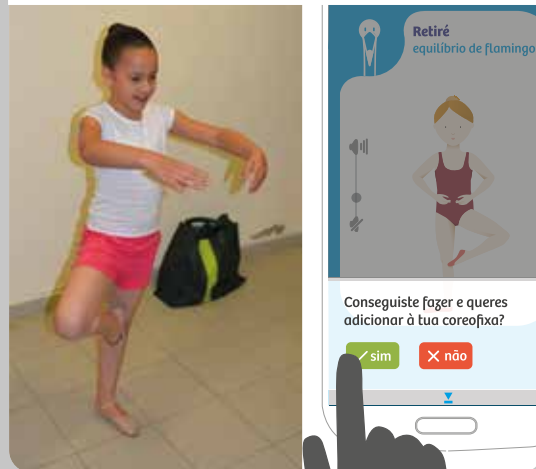 Retiré
equilíbrio de flamingo
Conseguiste fazer e queres
adicionar à tua coreofixa?
sim
não